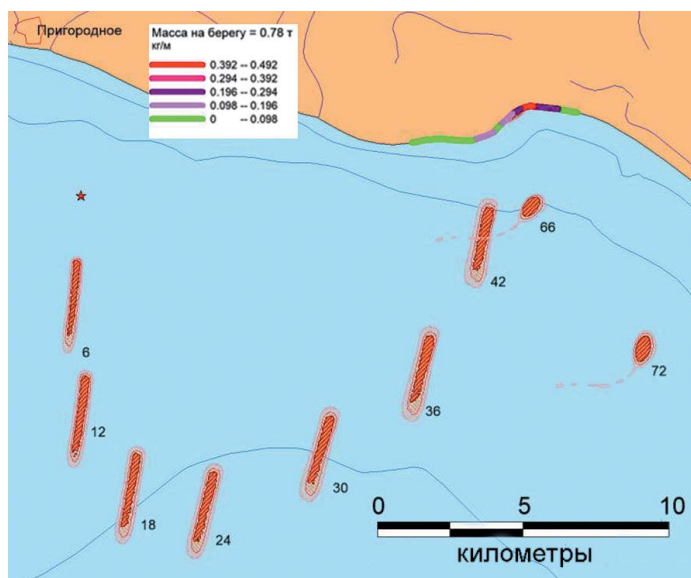 Пригородное
Масса на берегу = 0.78 т
кг/м
0.392 -- 0.492
0.294 -- 0.392
0.196 -- 0.294
0.098 -- 0.196
0 -- 0.098
66
42
6
72
36
12
30
18
24
0 5 10
километры